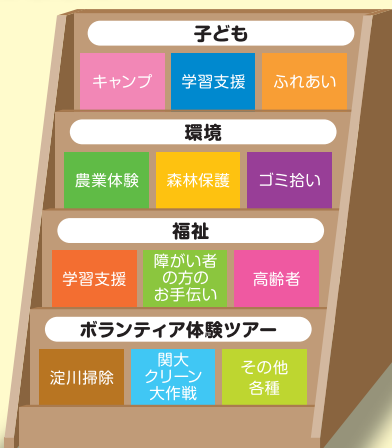 子ども
キャンプ
学習支援
ふれあい
環境
農業体験
森林保護
ゴミ拾い
福祉
学習支援
障がい者
の方の
お手伝い
高齢者
ボランティア体験ツアー
淀川掃除
関大
クリーン
大作戦
その他
各種